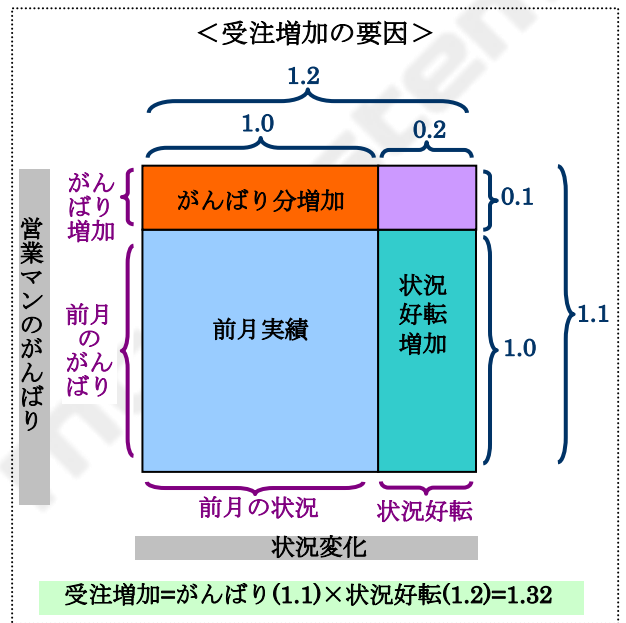 ＜受注増加の要因＞
1.2
1.0
0.2
がん
ばり
増加
がんばり分増加
0.1
営業マンのがんばり
前月
の
がん
ばり
前月実績
状況
好転
増加
1.0
1.1
前月の状況
状況好転
状況変化
受注増加=がんばり(1.1)×状況好転(1.2)=1.32